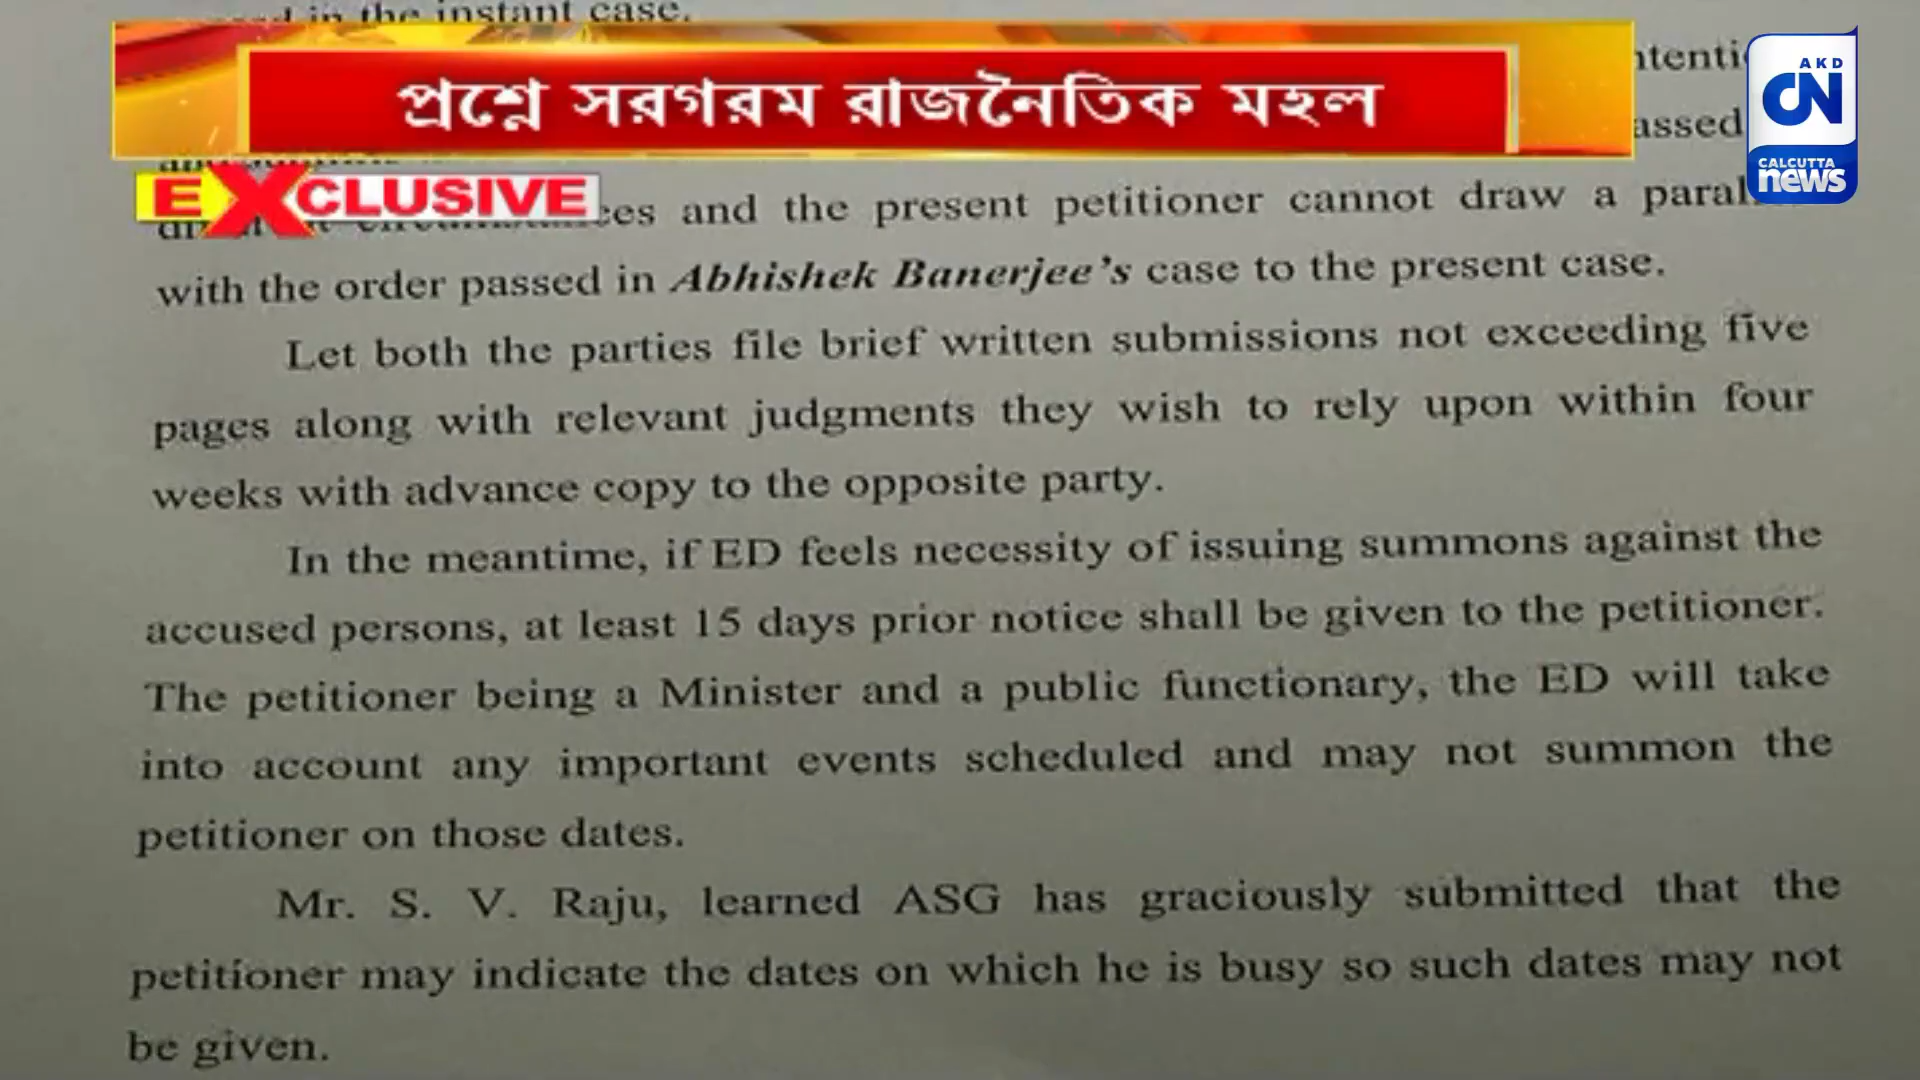 in the instant case.
প্রশ্নে সরগরম রাজনৈতিক মহল
AKD
CN
CALCUTTA
news
EXCLUSIVE
and the present petitioner cannot draw a
with the order passed in Abhishek Banerjee's case to the present case.
Let both the parties file brief written submissions not exceeding five
pages along with relevant judgments they wish to rely upon within four
weeks with advance copy to the opposite party.
In the meantime, if ED feels necessity of issuing summons against the
accused persons, at least 15 days prior notice shall be given to the petitioner.
The petitioner being a Minister and a public functionary, the ED will take
into account any important events scheduled and may not summon the
petitioner on those dates.
Mr. S. V. Raju, learned ASG has graciously submitted that the
petitioner may indicate the dates on which he is busy so such dates may not
be given.